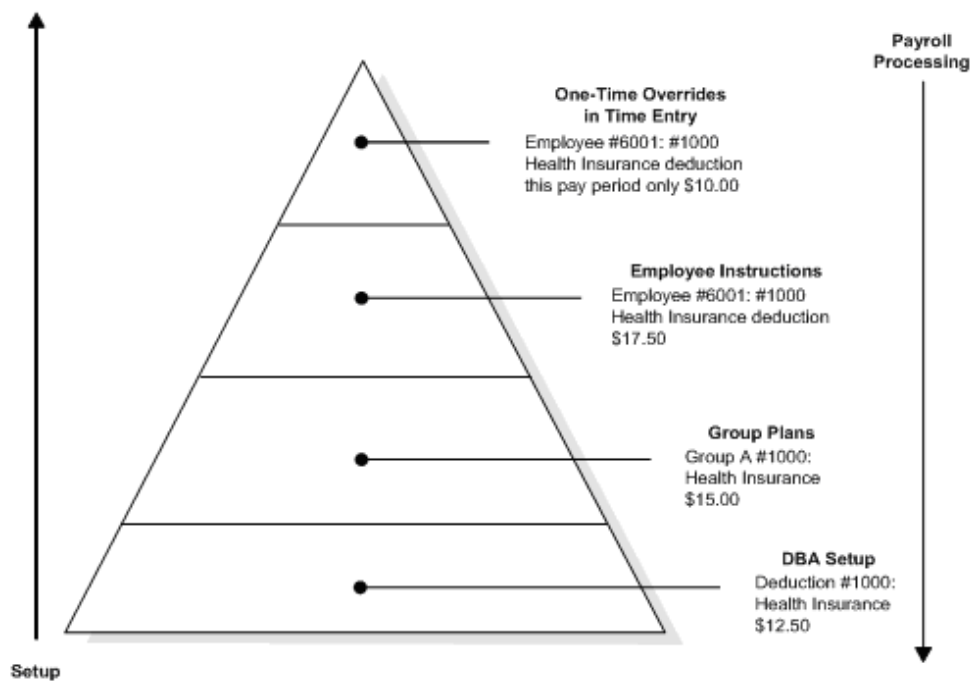 Payroll
Processing
One-Time Overrides
in Time Entry
Employee #6001: #1000
Health Insurance deduction
this pay period only $10.00
Employee Instructions
Employee #6001: #1000
Health Insurance deduction
$17.50
Group Plans
Group A #1000:
Health Insurance
$15.00
DBA Setup
Deduction #1000:
Health Insurance
$12.50
Setup